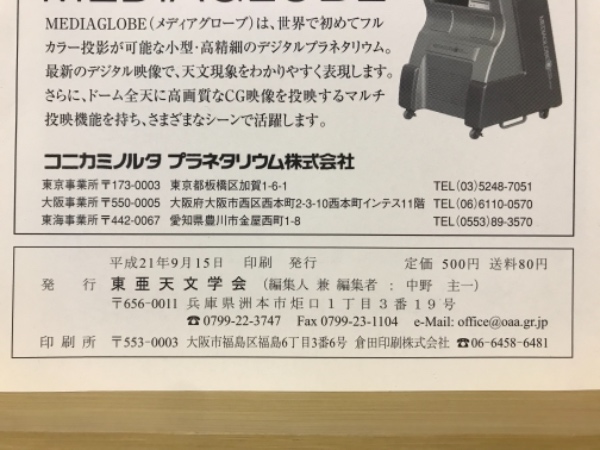 MEDIAGLOBE
MEDIAGLOBE(メディアグローブ)は、世界で初めてフル
カラー投影が可能な小型・高精細のデジタルプラネタリウム。
最新のデジタル映像で、天文現象をわかりやすく表現します。
さらに、ドーム全天に高画質なCG映像を投映するマルチ
投映機能を持ち、さまざまなシーンで活躍します。
コニカミノルタ プラネタリウム株式会社
東京事業所 〒173-0003 東京都板橋区加賀1-6-1 TEL(03)5248-7051
大阪事業所 〒550-0005 大阪府大阪市西区西本町2-3-10西本町インテス11階 TEL(06)6110-0570
東海事業所 〒442-0067 愛知県豊川市金屋西町1-8 TEL(0553)89-3570
平成21年9月15日 印刷 発行 定価 500円 送料80円
発行 東亜天文学会 (編集人 兼 編集者 : 中野 主一)
〒656-0011 兵庫県洲本市炬口1丁目3番19号
☎0799-22-3747 Fax 0799-23-1104 e-Mail: office@oaa.gr.jp
印刷所 〒553-0003 大阪市福島区福島6丁目3番6号 倉田印刷株式会社 ☎06-6458-6481